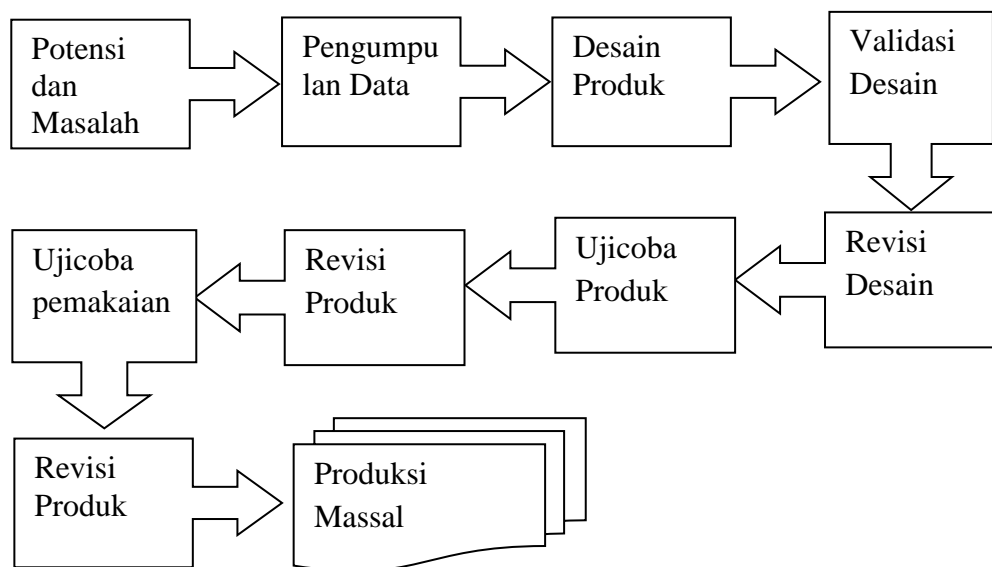 Potensi
dan
Masalah
Pengumpu
lan Data
Desain
Produk
Validasi
Desain
Revisi
Desain
Ujicoba
Produk
Revisi
Produk
Ujicoba
pemakaian
Revisi
Produk
Produksi
Massal